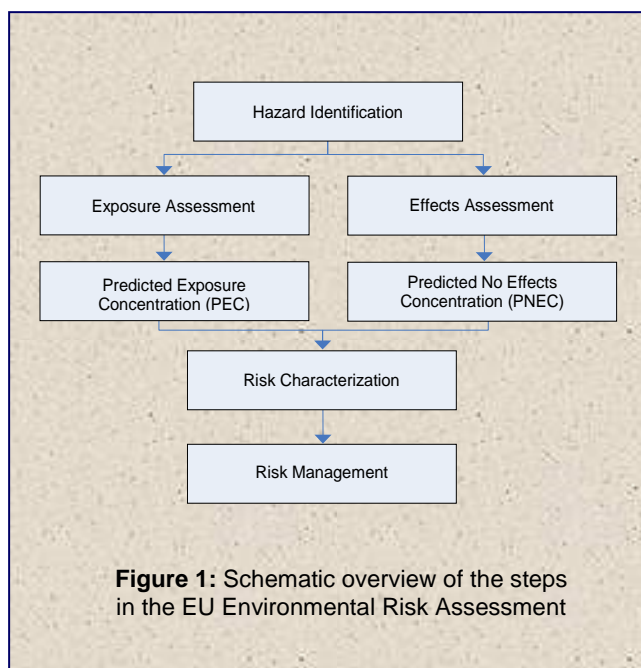 Hazard Identification
Exposure Assessment
Effects Assessment
Predicted Exposure
Concentration (PEC)
Predicted No Effects
Concentration (PNEC)
Risk Characterization
Risk Management
Figure 1: Schematic overview of the steps
in the EU Environmental Risk Assessment